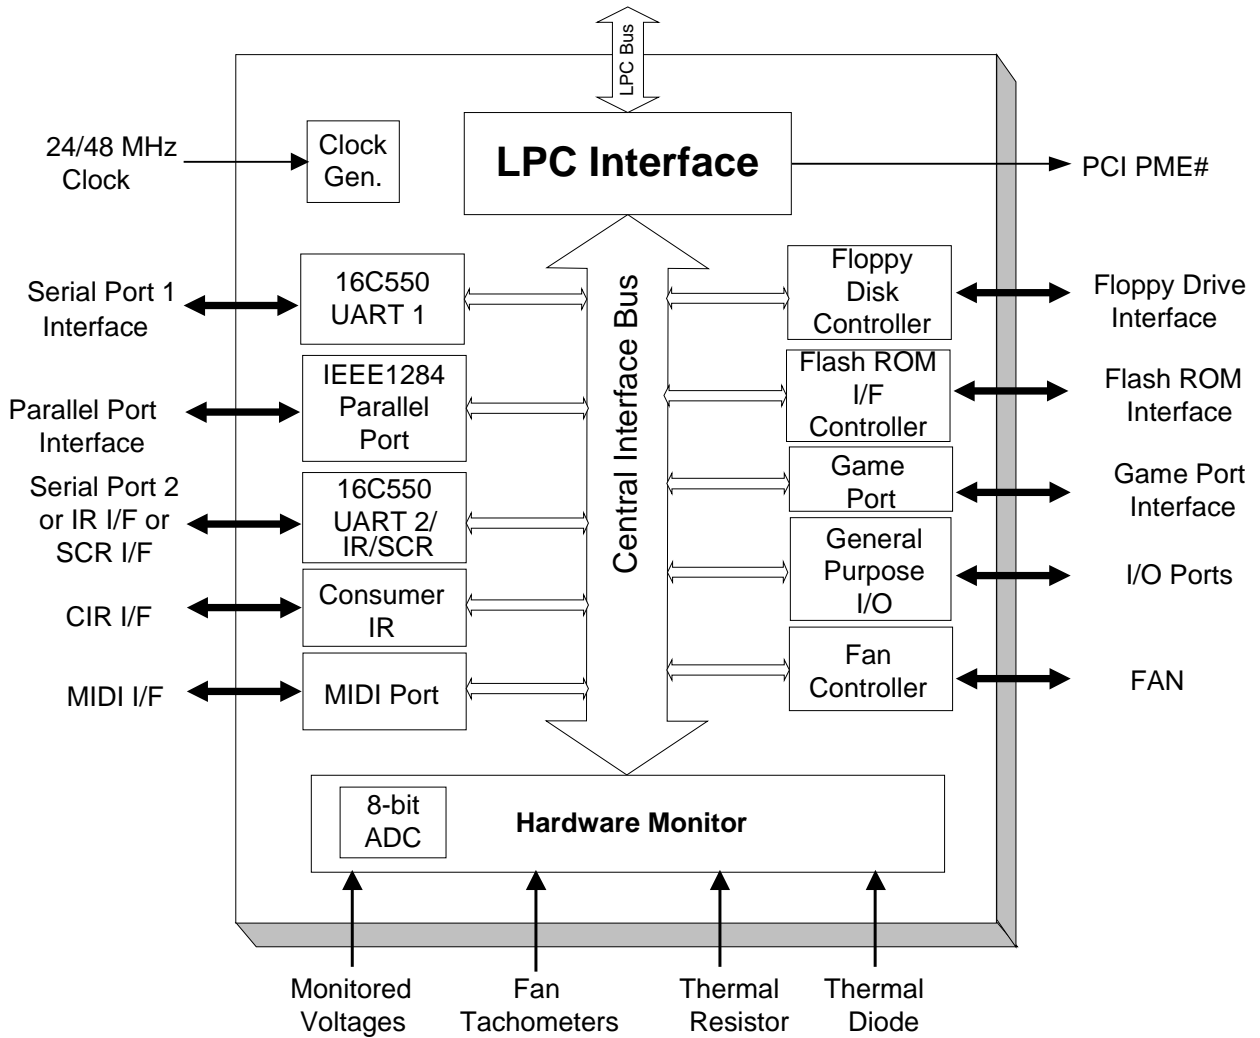 LPC Bus
24/48 MHz
Clock
Clock
Gen.
LPC Interface
PCI PME#
Serial Port 1
Interface
16C550
UART 1
Floppy
Disk
Controller
Floppy Drive
Interface
Parallel Port
Interface
IEEE1284
Parallel
Port
Central Interface Bus
Flash ROM
I/F
Controller
Flash ROM
Interface
Serial Port 2
or IR I/F or
SCR I/F
16C550
UART 2/
IR/SCR
Game
Port
Game Port
Interface
General
Purpose
I/O
I/O Ports
CIR I/F
Consumer
IR
MIDI I/F
MIDI Port
Fan
Controller
FAN
8-bit
ADC
Hardware Monitor
Monitored
Voltages
Fan
Tachometers
Thermal
Resistor
Thermal
Diode